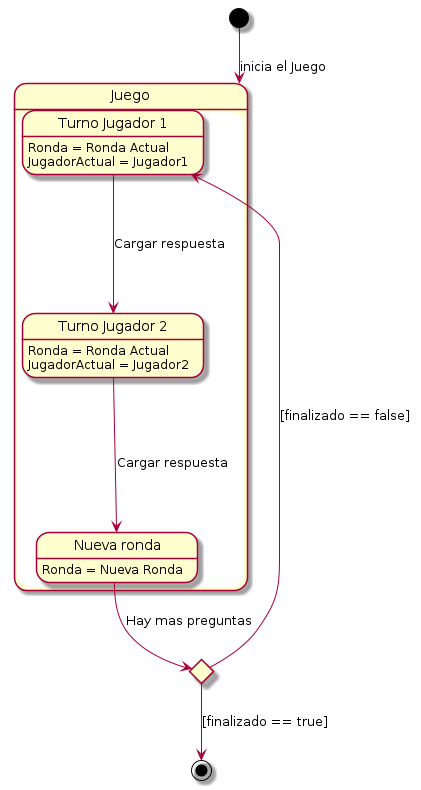 inicia el Juego
Juego
Turno Jugador 1
Ronda = Ronda Actual
JugadorActual = Jugador1
Cargar respuesta
Turno Jugador 2
Ronda = Ronda Actual
JugadorActual = Jugador2
[finalizado == false]
Cargar respuesta
Nueva ronda
Ronda = Nueva Ronda
Hay mas preguntas
[finalizado == true]